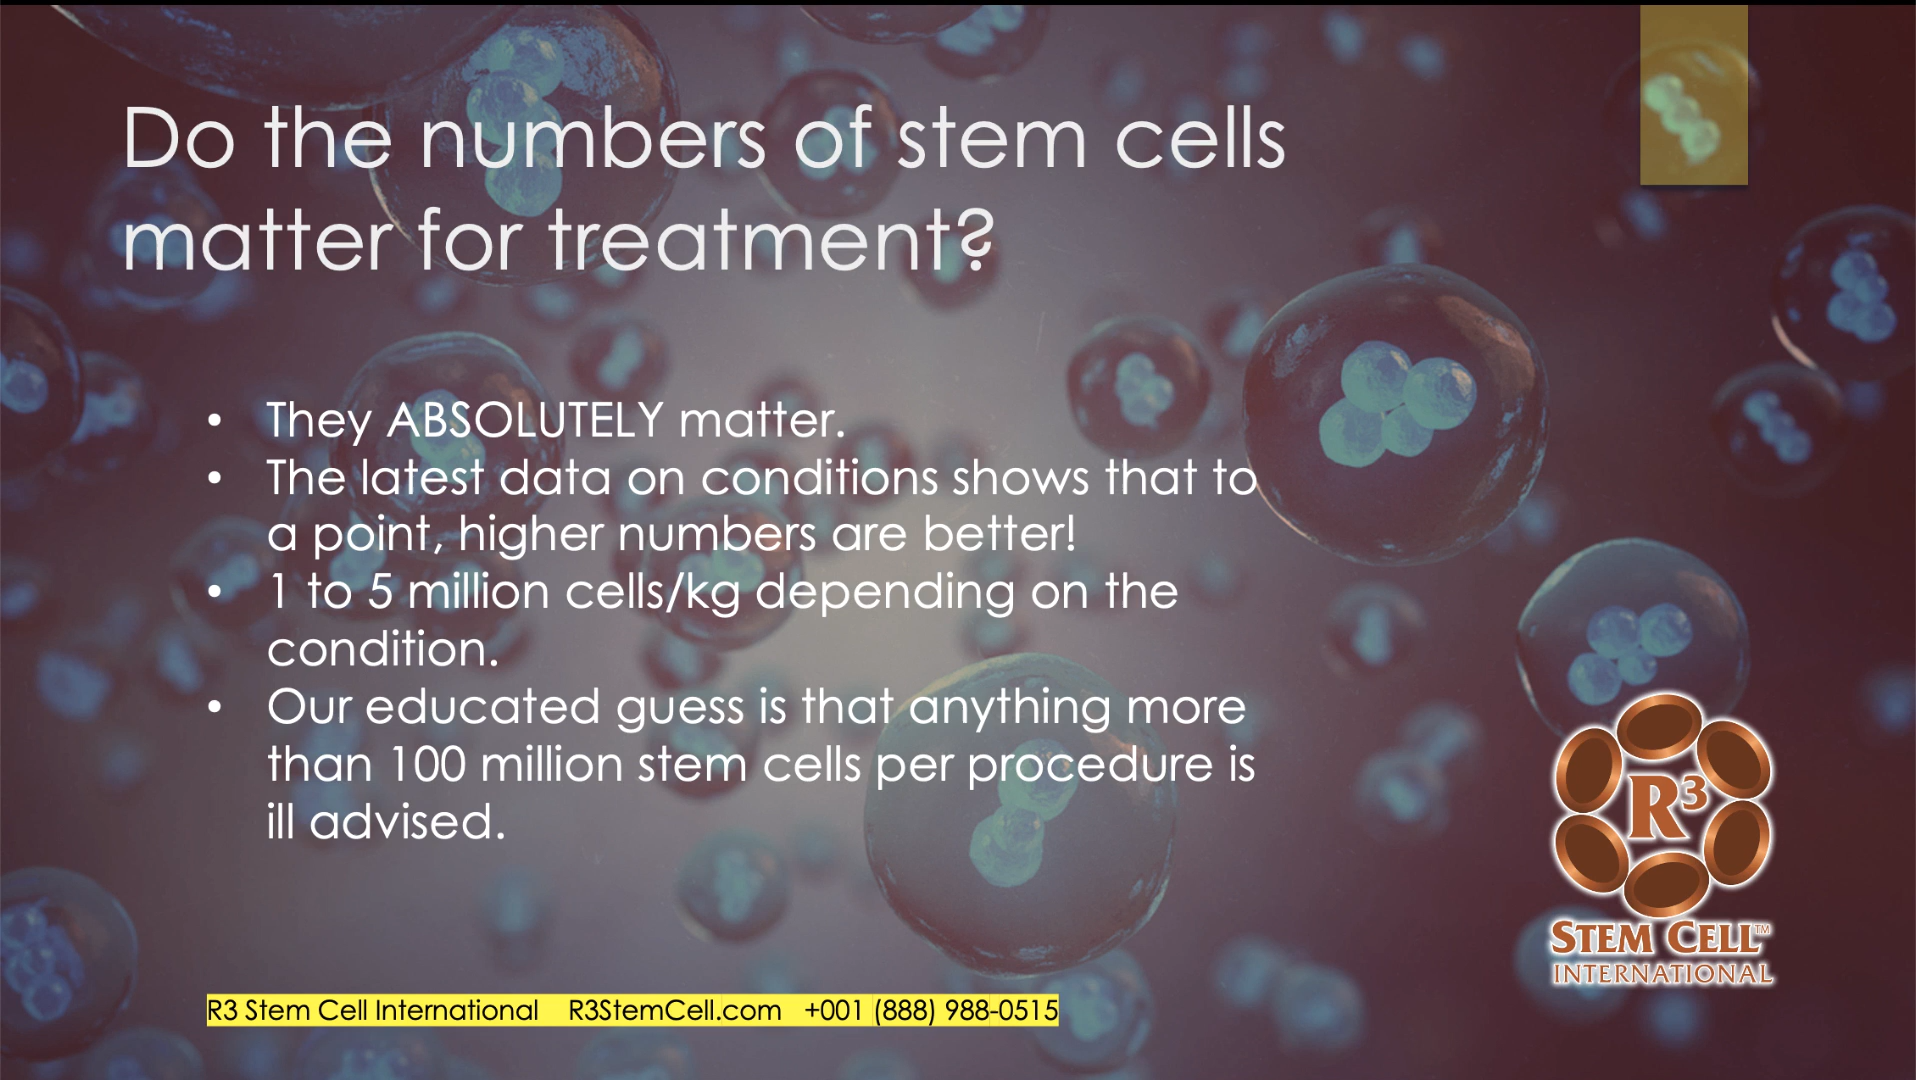 Do the numbers of stem cells
matter for treatment?
• They ABSOLUTELY matter.
• The latest data on conditions shows that to
a point, higher numbers are better!
• 1 to 5 million cells/kg depending on the
condition.
• Our educated guess is that anything more
than 100 million stem cells per procedure is
ill advised.
R3
STEM CELL™
INTERNATIONAL
R3 Stem Cell International R3StemCell.com +001 (888) 988-0515